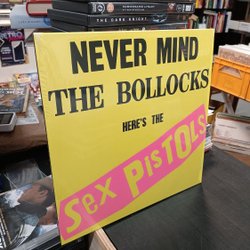 THE DARK KNIGHT
NEVER MIND
THE BOLLOCKS
HERE'S THE
Sex PISTOLS